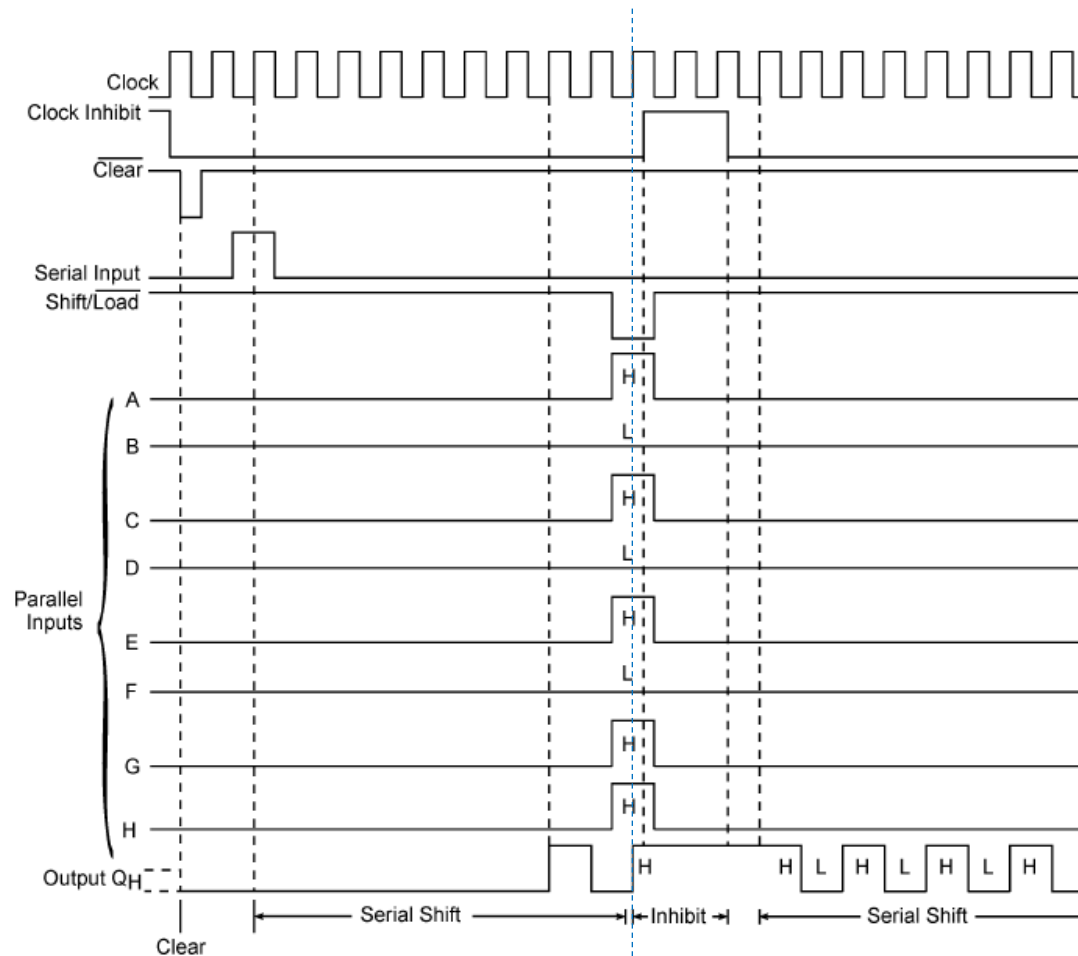 Clock
Clock Inhibit
Clear
Serial Input
Shift/Load
H
A
L
B
H
C
L
D
Parallel
Inputs
H
E
L
F
H
G
H
H
Output QH
H H L H L H L H
Serial Shift Inhibit Serial Shift
Clear